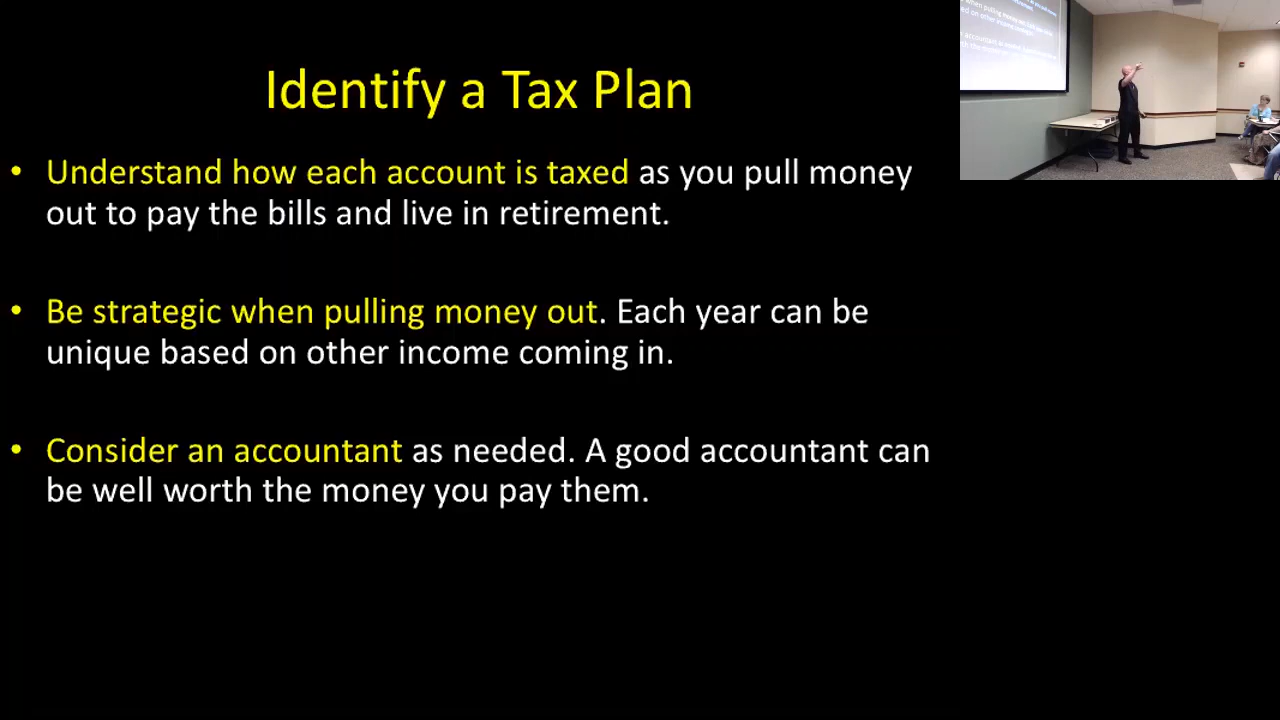 Identify a Tax Plan
• Understand how each account is taxed as you pull money
out to pay the bills and live in retirement.
• Be strategic when pulling money out. Each year can be
unique based on other income coming in.
• Consider an accountant as needed. A good accountant can
be well worth the money you pay them.